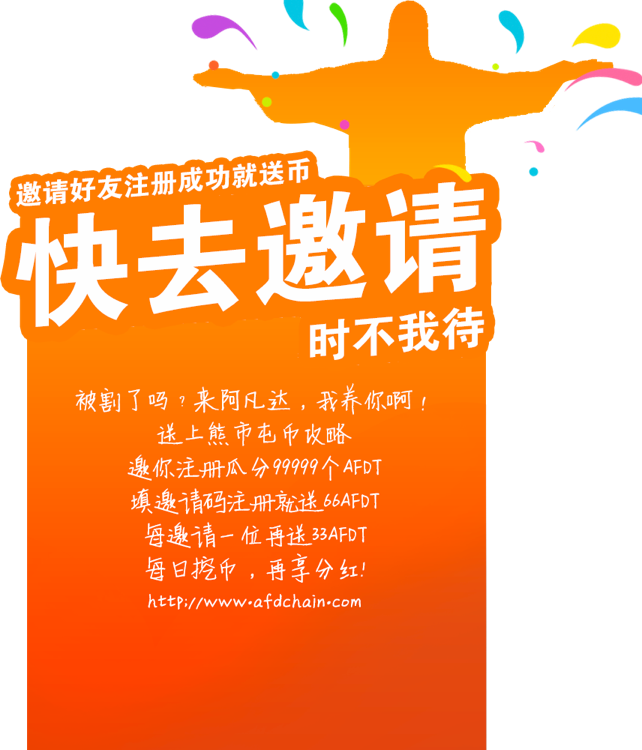 邀请好友注册成功就送币
快去邀请
时不我待
被割了吗？来阿凡达，我养你啊！
送上熊市屯币攻略
邀你注册瓜分99999个AFDT
填邀请码注册就送66AFDT
每邀请一位再送33AFDT
每日挖币，再享分红!
http://www.afdchain.com